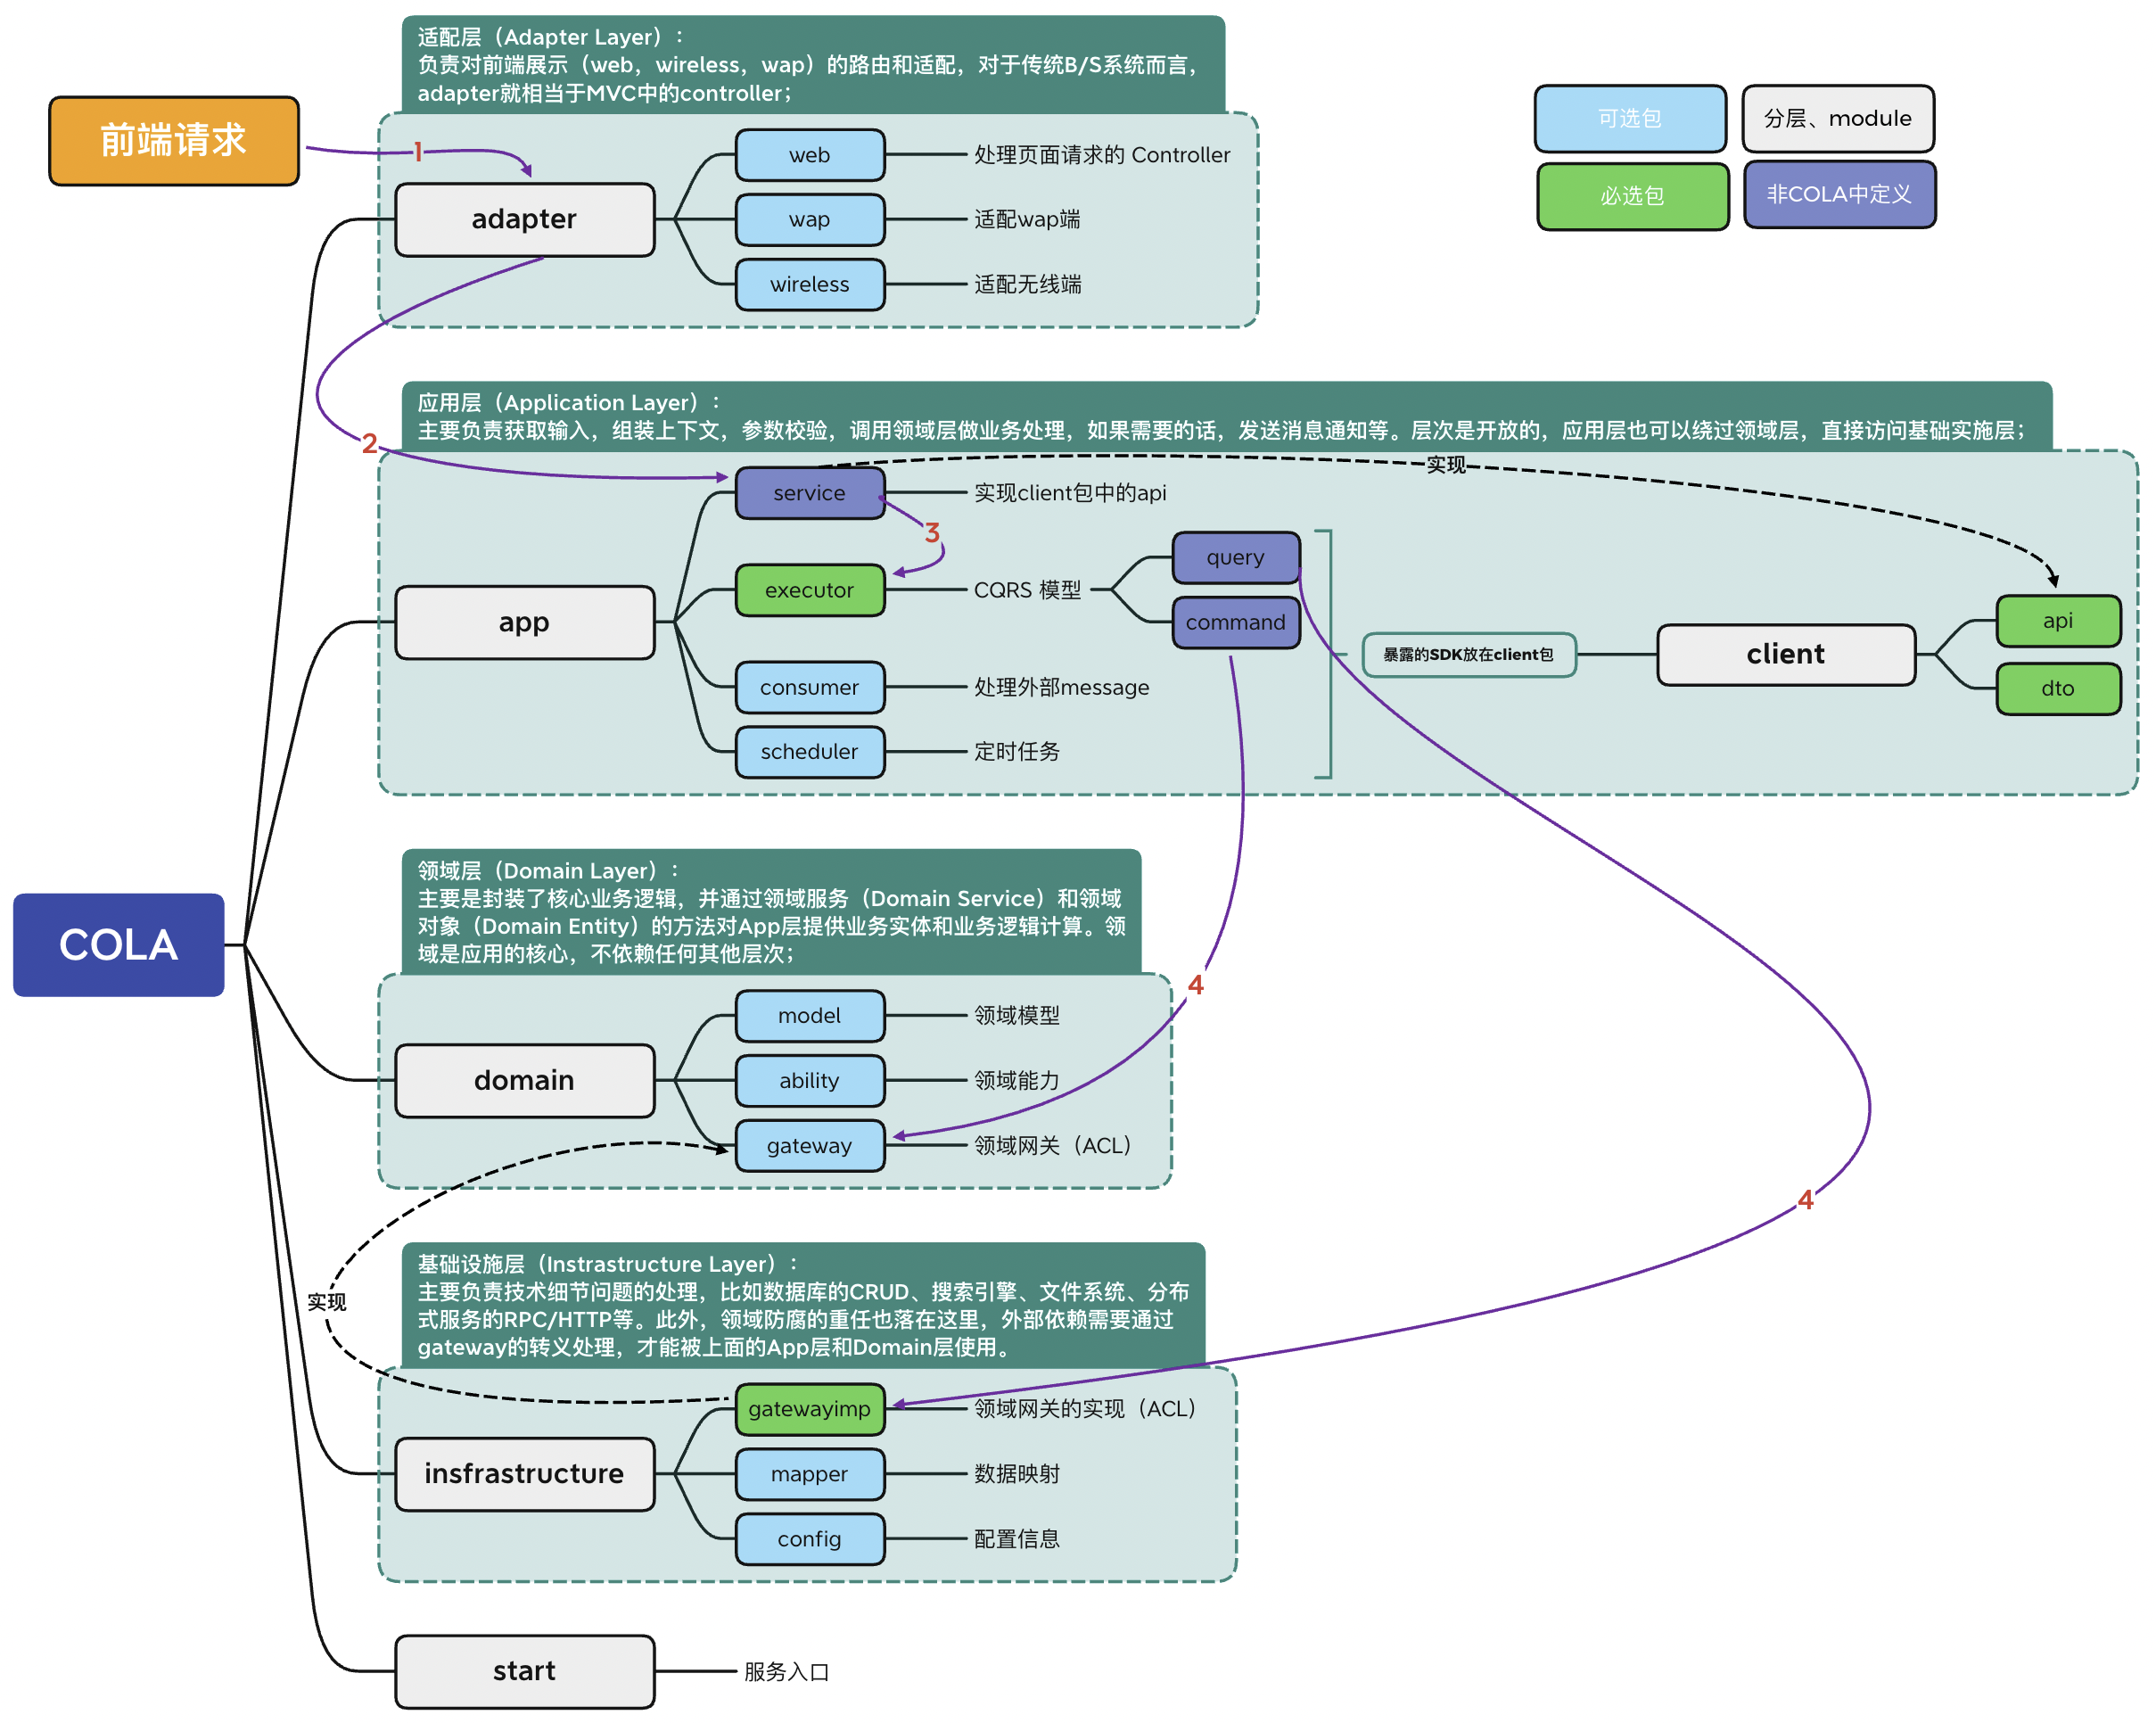 适配层（Adapter Layer）：
负责对前端展示（web，wireless，wap）的路由和适配，对于传统B/S系统而言，
adapter就相当于MVC中的controller；
前端请求
1
可选包
分层、module
必选包
非COLA中定义
adapter
web
处理页面请求的 Controller
wap
适配wap端
wireless
适配无线端
应用层（Application Layer）：
主要负责获取输入，组装上下文，参数校验，调用领域层做业务处理，如果需要的话，发送消息通知等。层次是开放的，应用层也可以绕过领域层，直接访问基础实施层；
2
实现
app
service
实现client包中的api
3
executor
CQRS 模型
query
command
consumer
处理外部message
scheduler
定时任务
暴露的SDK放在client包
client
api
dto
COLA
领域层（Domain Layer）：
主要是封装了核心业务逻辑，并通过领域服务（Domain Service）和领域
对象（Domain Entity）的方法对App层提供业务实体和业务逻辑计算。领
域是应用的核心，不依赖任何其他层次；
4
domain
model
领域模型
ability
领域能力
gateway
领域网关（ACL）
4
实现
基础设施层（Instrastructure Layer）：
主要负责技术细节问题的处理，比如数据库的CRUD、搜索引擎、文件系统、分布
式服务的RPC/HTTP等。此外，领域防腐的重任也落在这里，外部依赖需要通过
gateway的转义处理，才能被上面的App层和Domain层使用。
insfrastructure
gatewayimp
领域网关的实现（ACL）
mapper
数据映射
config
配置信息
start
服务入口